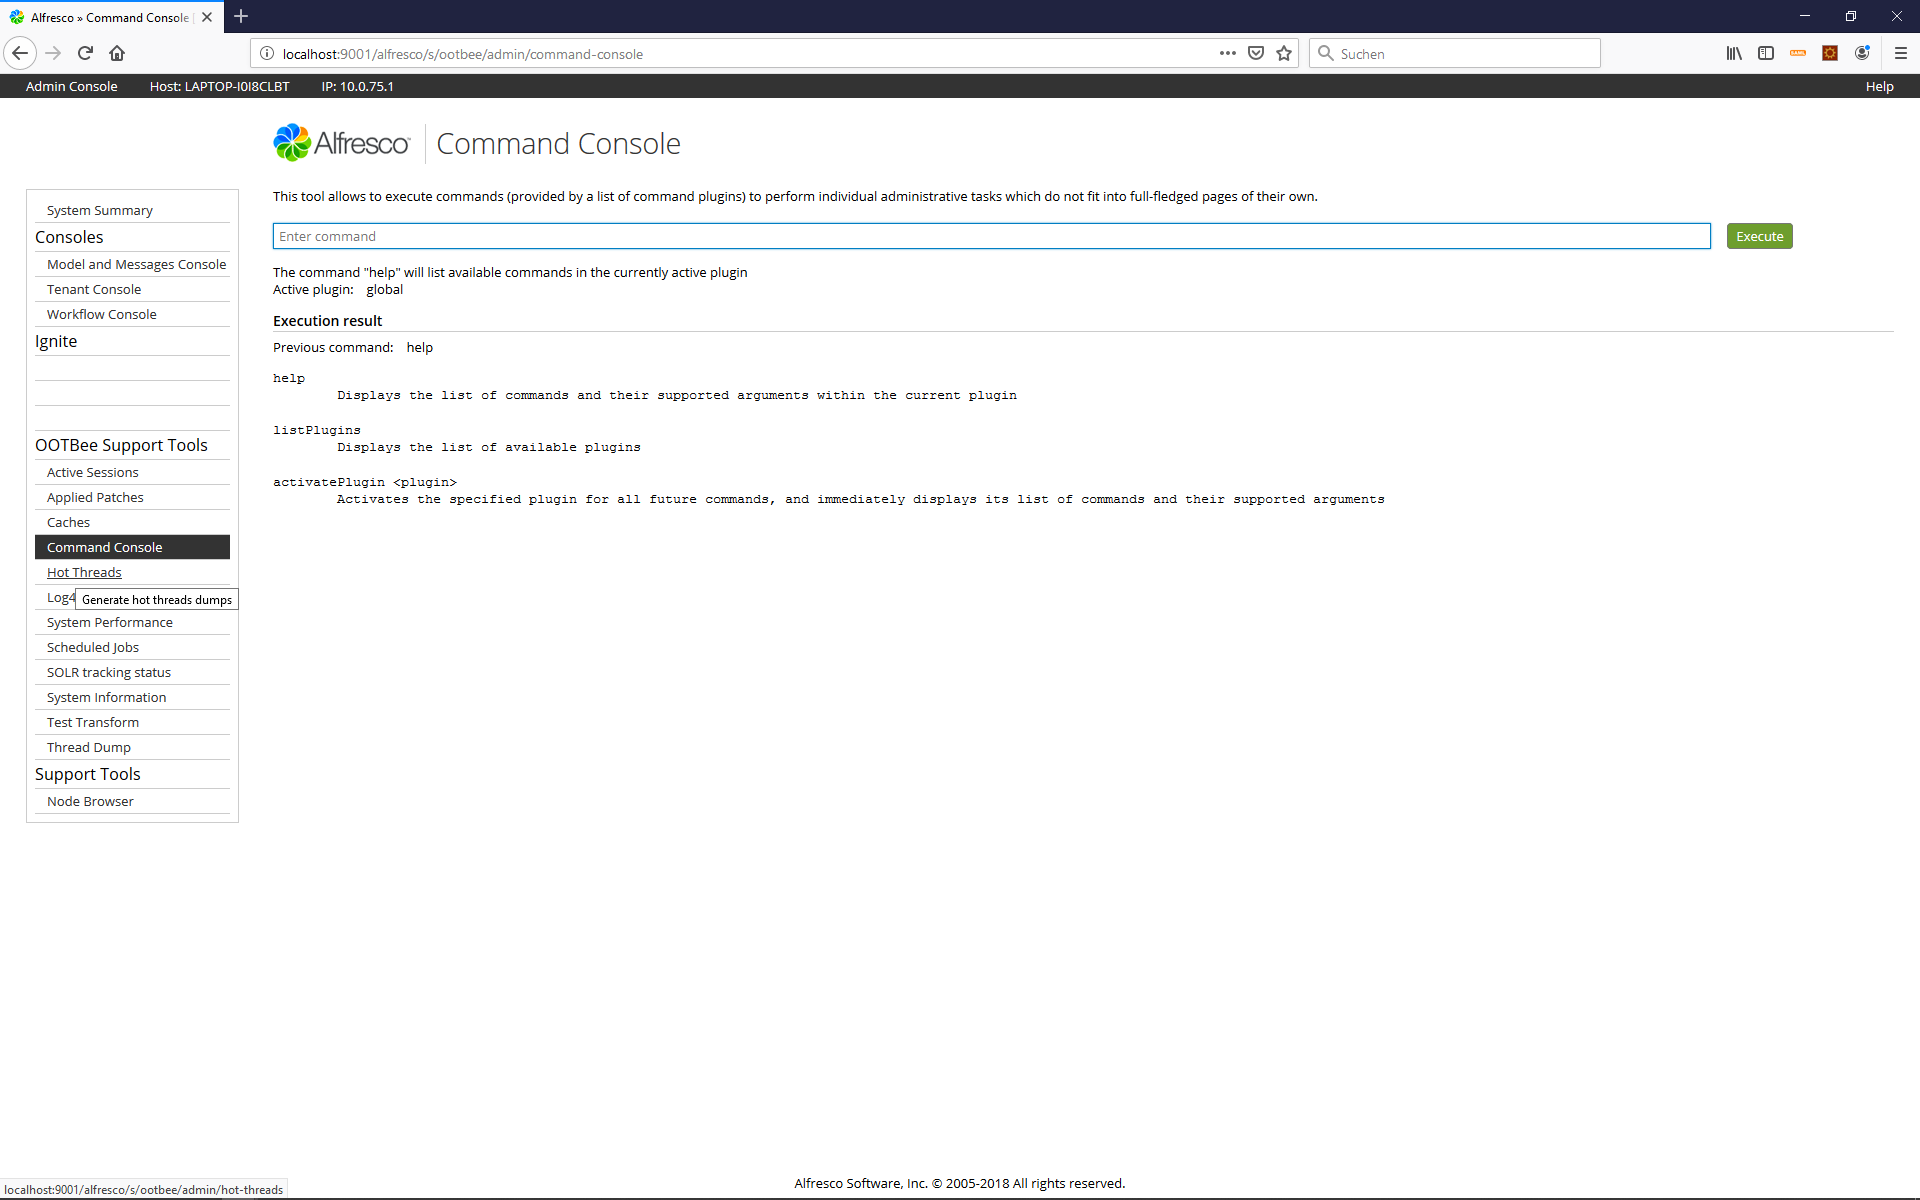 Alfresco » Command Console
localhost:9001/alfresco/s/ootbee/admin/command-console
Suchen
Admin Console Host: LAPTOP-I0I8CLBT IP: 10.0.75.1 Help
Alfresco Command Console
This tool allows to execute commands (provided by a list of command plugins) to perform individual administrative tasks which do not fit into full-fledged pages of their own.
Enter command Execute
The command "help" will list available commands in the currently active plugin
Active plugin: global
Execution result
Previous command: help
help
Displays the list of commands and their supported arguments within the current plugin
listPlugins
Displays the list of available plugins
activatePlugin <plugin>
Activates the specified plugin for all future commands, and immediately displays its list of commands and their supported arguments
System Summary
Consoles
Model and Messages Console
Tenant Console
Workflow Console
Ignite
OOTBee Support Tools
Active Sessions
Applied Patches
Caches
Command Console
Hot Threads
Log4
Generate hot threads dumps
System Performance
Scheduled Jobs
SOLR tracking status
System Information
Test Transform
Thread Dump
Support Tools
Node Browser
Alfresco Software, Inc. © 2005-2018 All rights reserved.
localhost:9001/alfresco/s/ootbee/admin/hot-threads